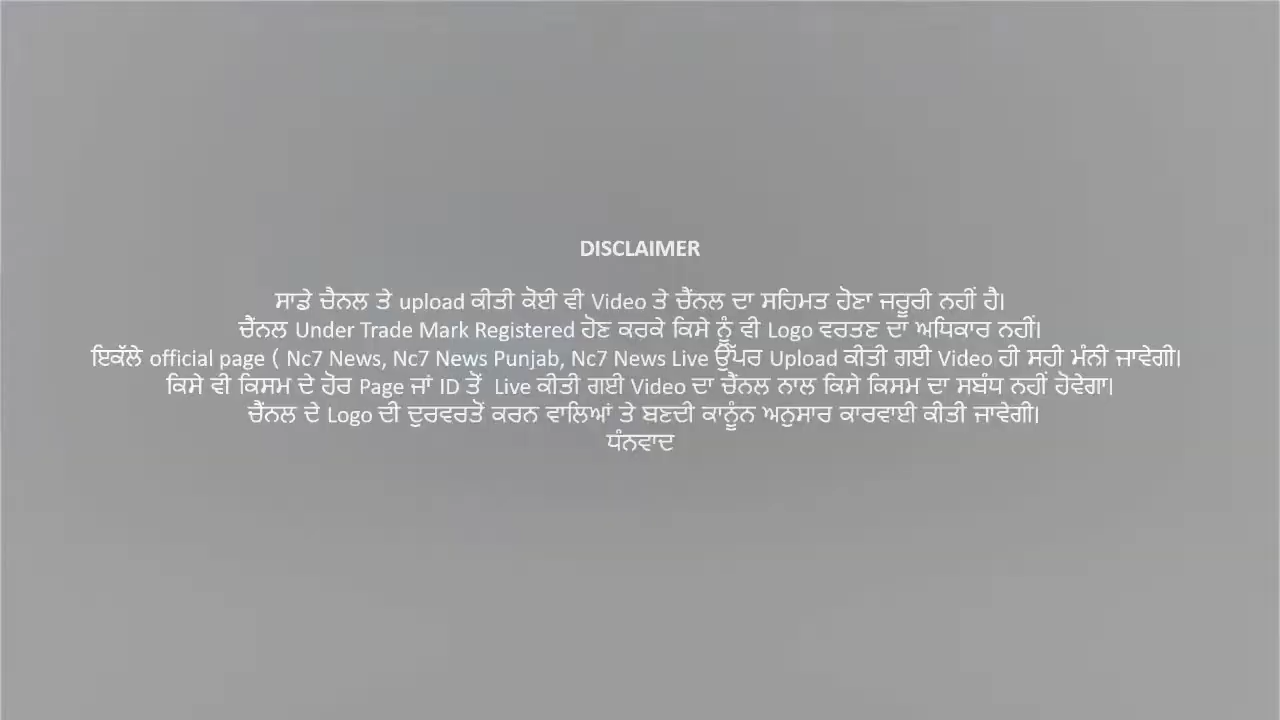 DISCLAIMER
ਸਾਡੇ ਚੈਨਲ ਤੇ upload ਕੀਤੀ ਕੋਈ ਵੀ Video ਤੇ ਚੈੱਨਲ ਦਾ ਸਹਿਮਤ ਹੋਣਾ ਜਰੂਰੀ ਨਹੀਂ ਹੈ।
ਚੈੱਨਲ Under Trade Mark Registered ਹੋਣ ਕਰਕੇ ਕਿਸੇ ਨੂੰ ਵੀ Logo ਵਰਤਣ ਦਾ ਅਧਿਕਾਰ ਨਹੀਂ।
ਇਕੱਲੇ official page ( Nc7 News, Nc7 News Punjab, Nc7 News Live ਉੱਪਰ Upload ਕੀਤੀ ਗਈ Video ਹੀ ਸਹੀ ਮੰਨੀ ਜਾਵੇਗੀ।
ਕਿਸੇ ਵੀ ਕਿਸਮ ਦੇ ਹੋਰ Page ਜਾਂ ID ਤੋਂ Live ਕੀਤੀ ਗਈ Video ਦਾ ਚੈੱਨਲ ਨਾਲ ਕਿਸੇ ਕਿਸਮ ਦਾ ਸਬੰਧ ਨਹੀਂ ਹੋਵੇਗਾ।
ਚੈੱਨਲ ਦੇ Logo ਦੀ ਦੁਰਵਰਤੋਂ ਕਰਨ ਵਾਲਿਆਂ ਤੇ ਬਣਦੀ ਕਾਨੂੰਨ ਅਨੁਸਾਰ ਕਾਰਵਾਈ ਕੀਤੀ ਜਾਵੇਗੀ।
ਧੰਨਵਾਦ